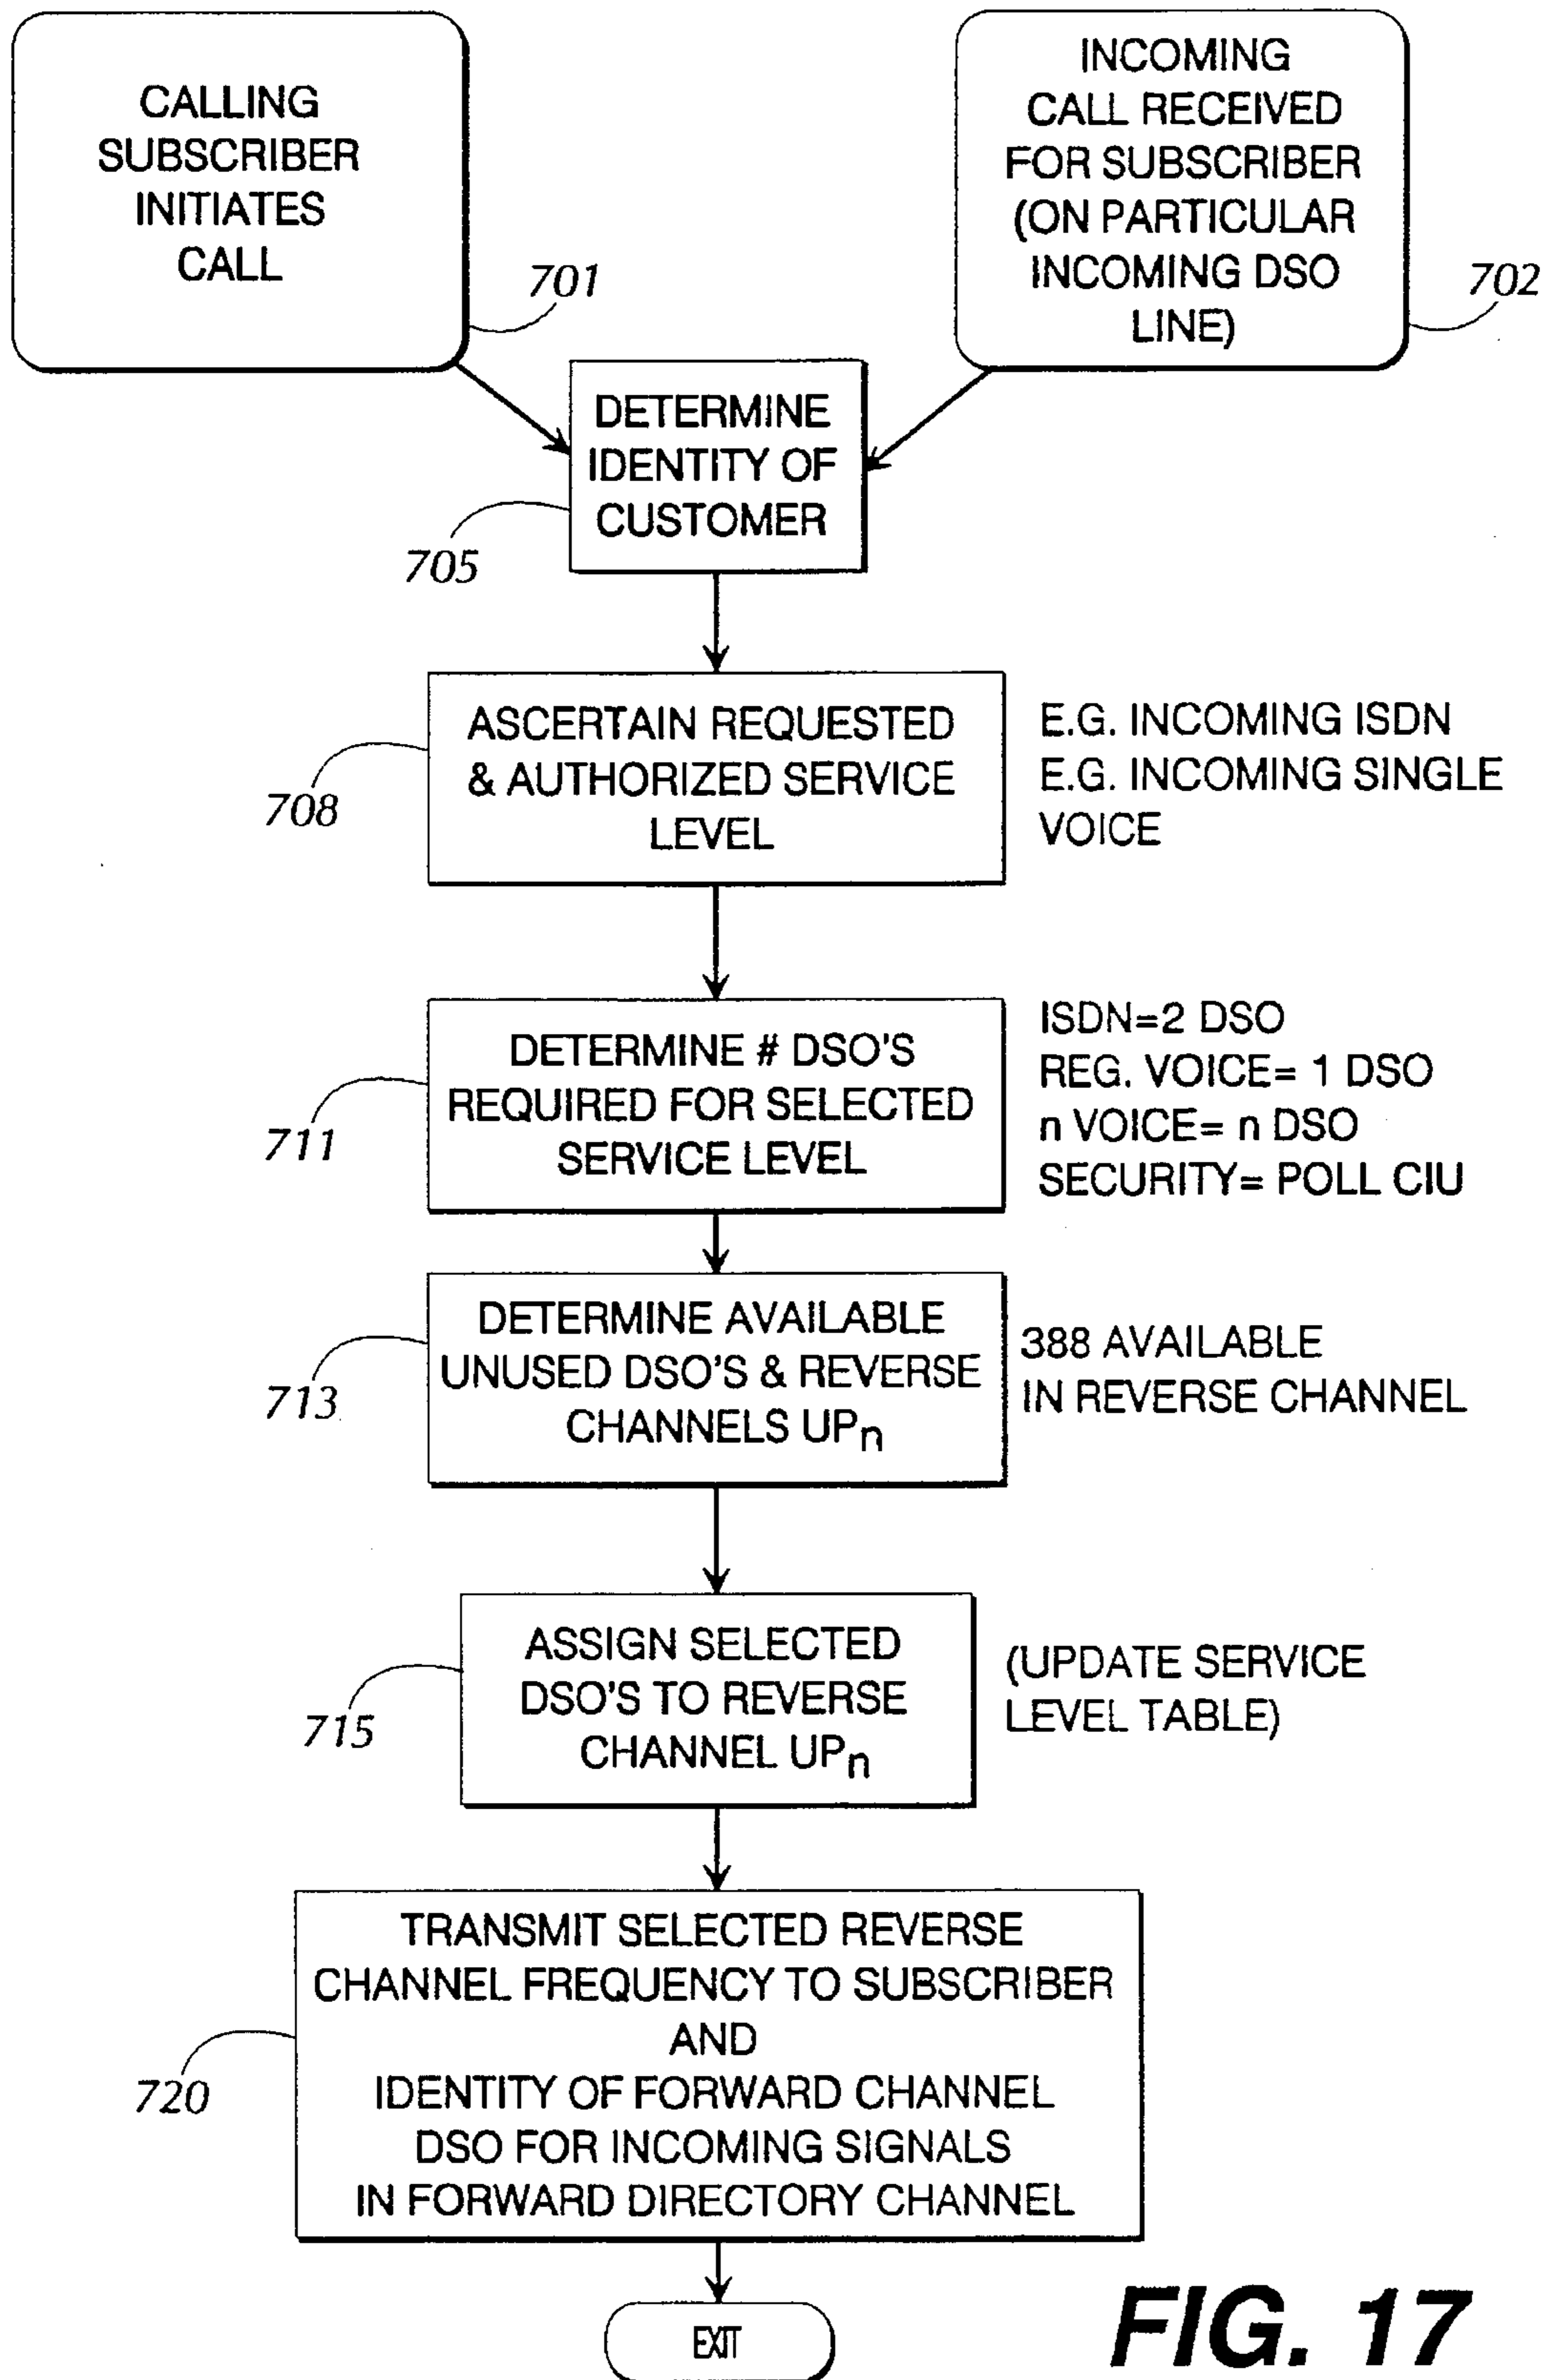 CALLING
SUBSCRIBER
INITIATES
CALL
701
INCOMING
CALL RECEIVED
FOR SUBSCRIBER
(ON PARTICULAR
INCOMING DSO
LINE)
702
DETERMINE
IDENTITY OF
CUSTOMER
705
ASCERTAIN REQUESTED
& AUTHORIZED SERVICE
LEVEL
708
E.G. INCOMING ISDN
E.G. INCOMING SINGLE
VOICE
DETERMINE # DSO'S
REQUIRED FOR SELECTED
SERVICE LEVEL
711
ISDN=2 DSO
REG. VOICE= 1 DSO
n VOICE= n DSO
SECURITY= POLL CIU
DETERMINE AVAILABLE
UNUSED DSO'S & REVERSE
CHANNELS UPn
713
388 AVAILABLE
IN REVERSE CHANNEL
ASSIGN SELECTED
DSO'S TO REVERSE
CHANNEL UPn
715
(UPDATE SERVICE
LEVEL TABLE)
TRANSMIT SELECTED REVERSE
CHANNEL FREQUENCY TO SUBSCRIBER
AND
IDENTITY OF FORWARD CHANNEL
DSO FOR INCOMING SIGNALS
IN FORWARD DIRECTORY CHANNEL
720
EXIT
FIG. 17